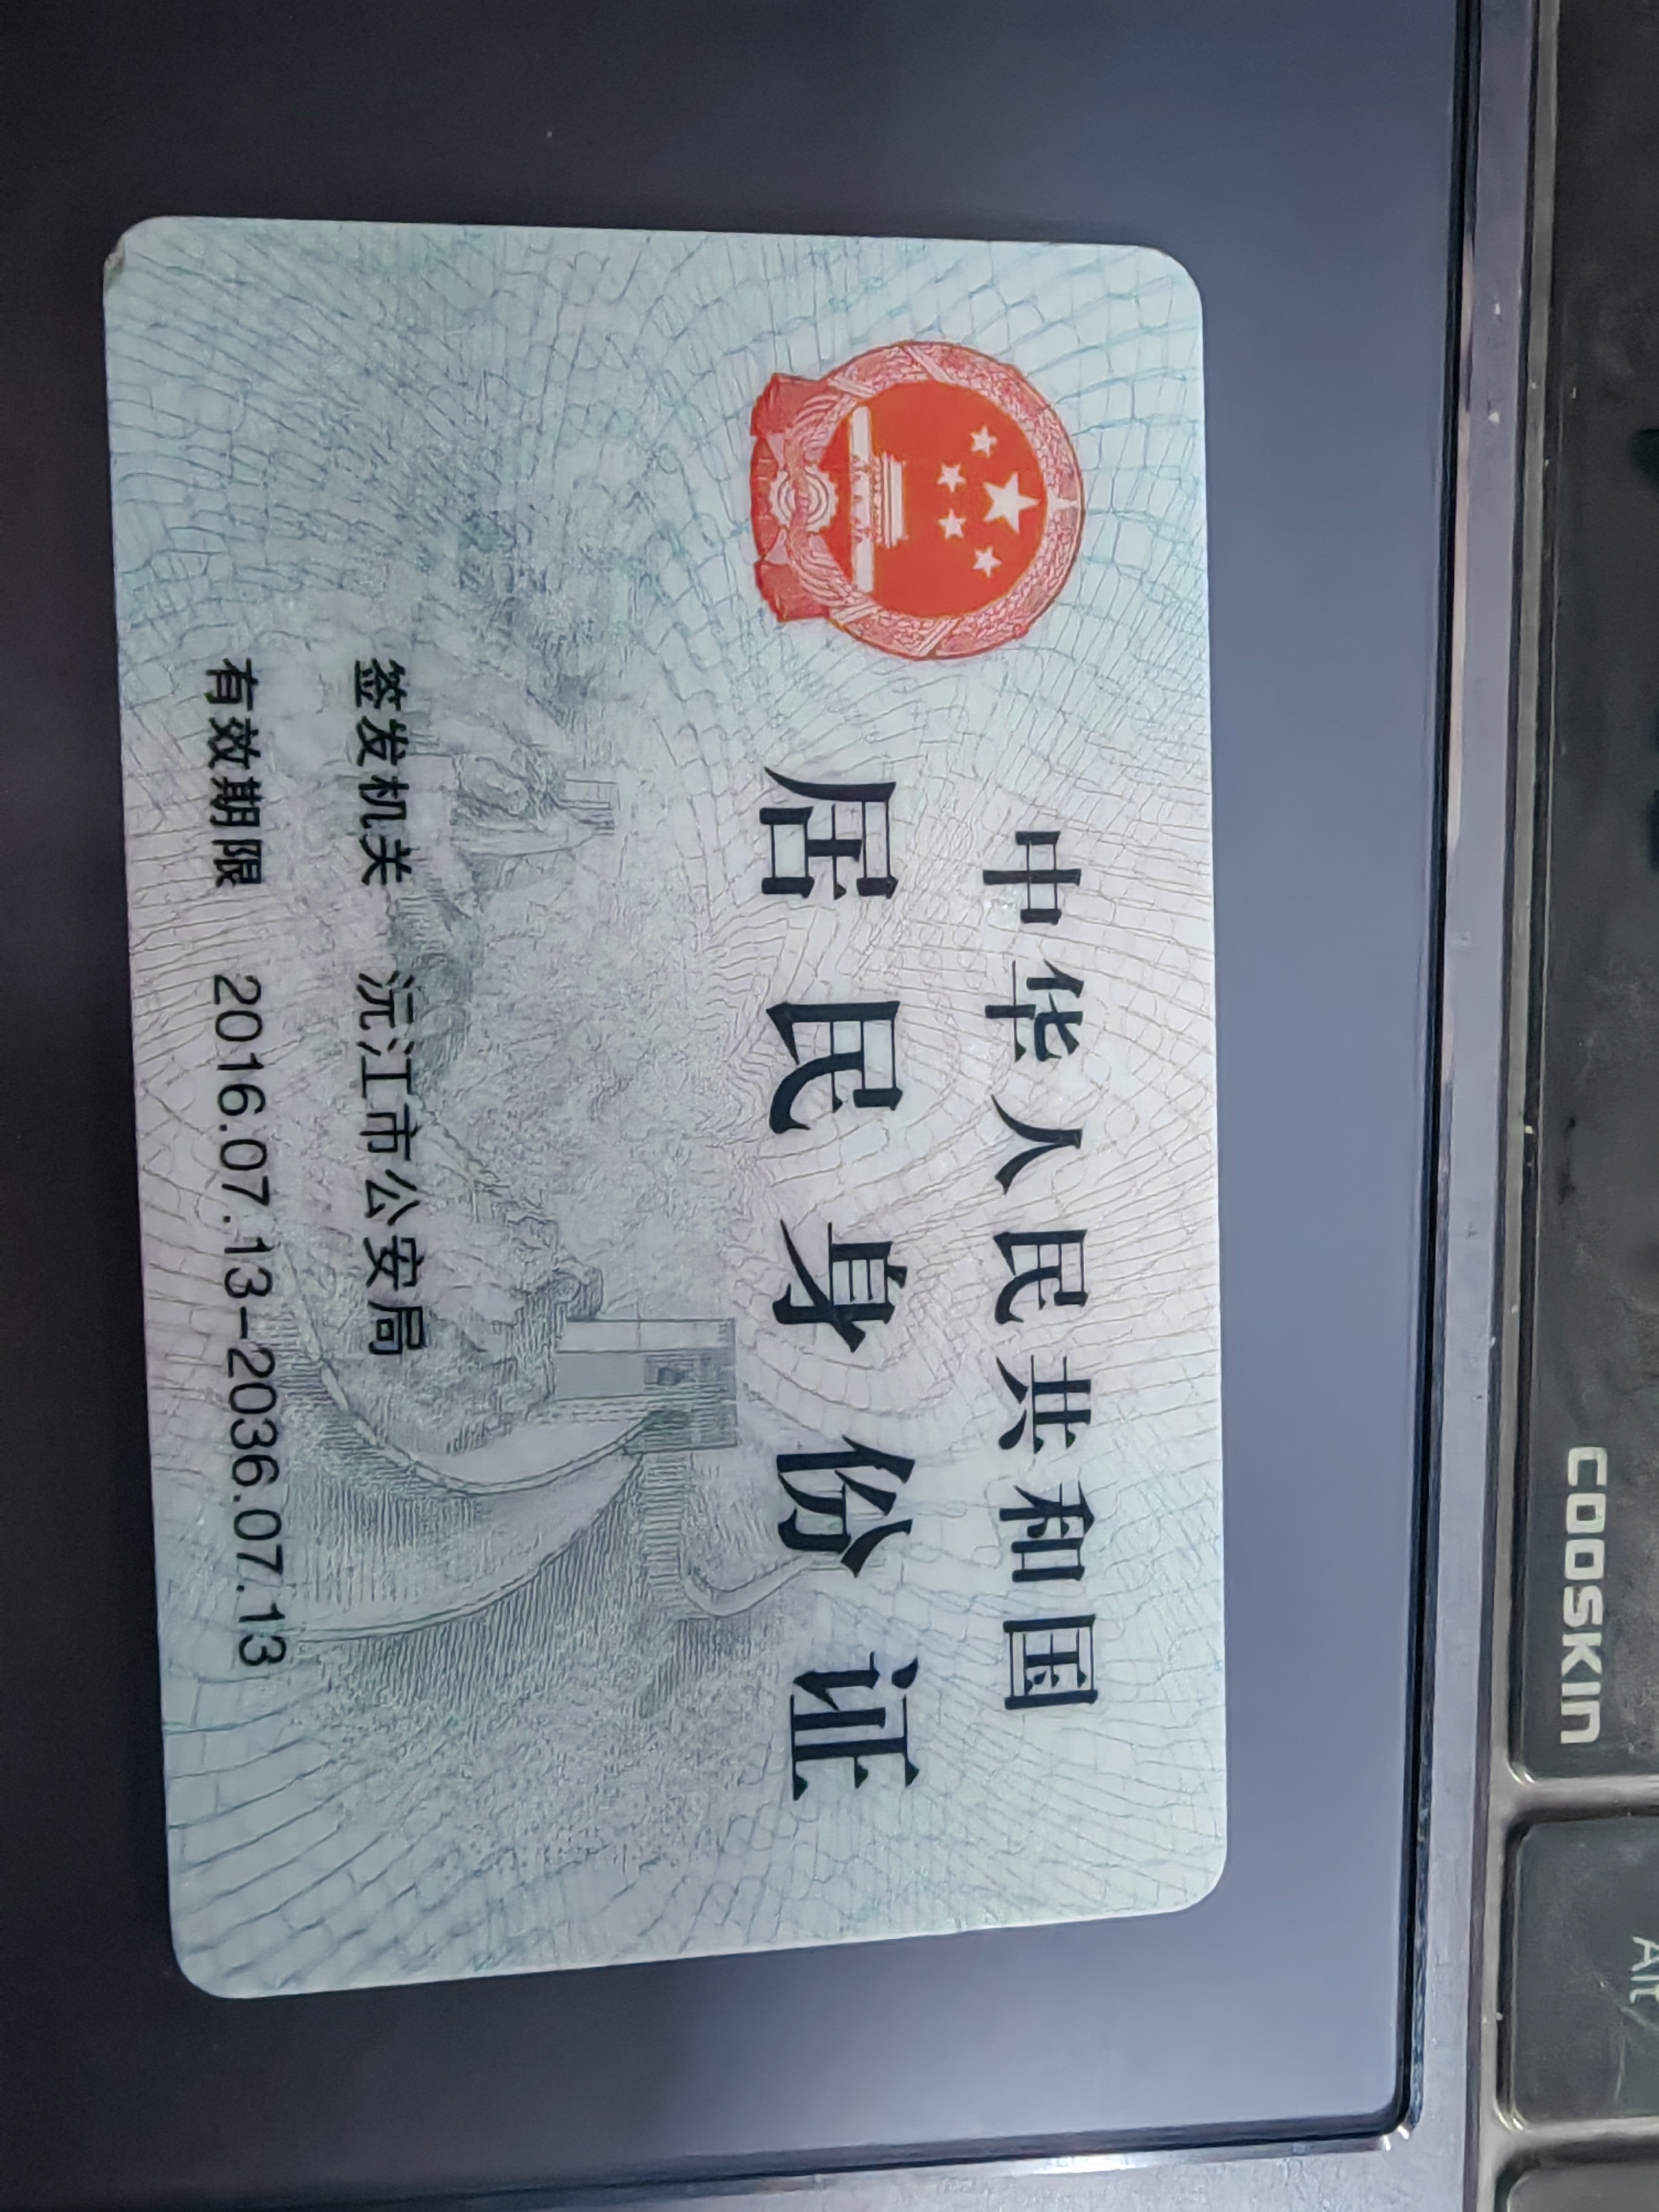 中华人民共和国
居民身份证
签发机关 沅江市公安局
有效期限 2016.07.13-2036.07.13
COOSKIN
Alt